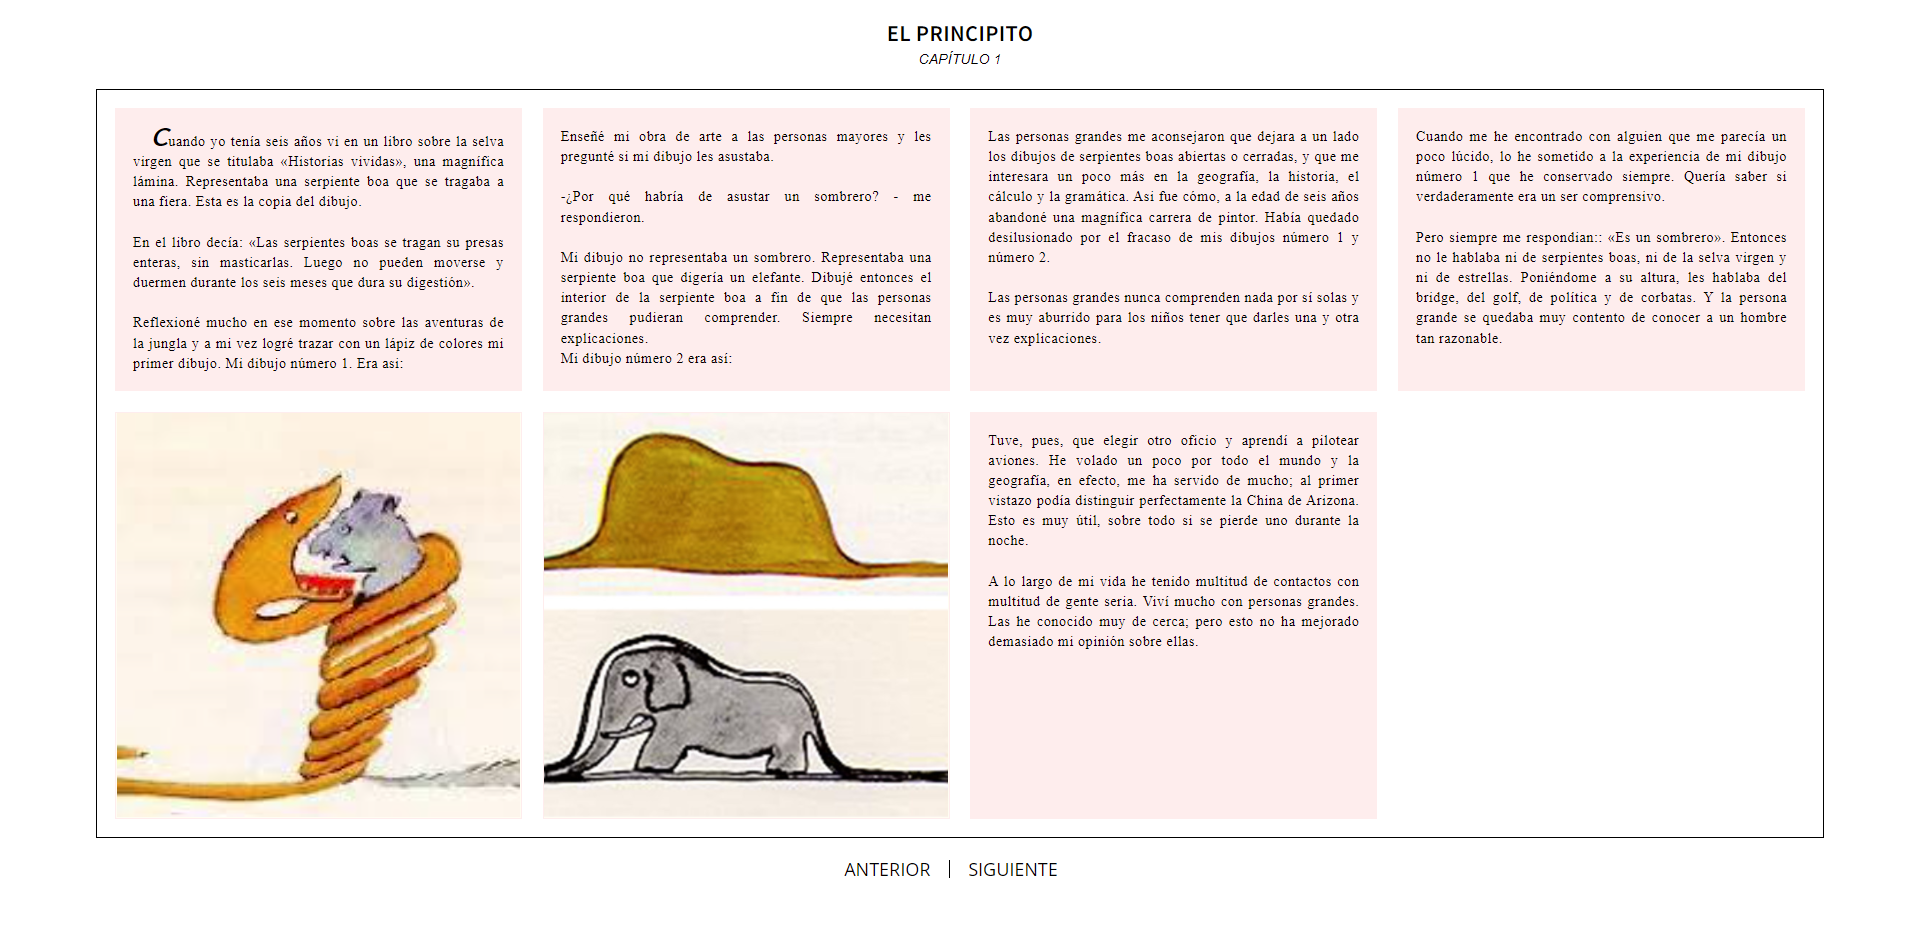 EL PRINCIPITO
CAPÍTULO 1
Cuando yo tenía seis años vi en un libro sobre la selva
virgen que se titulaba «Historias vividas», una magnífica
lámina. Representaba una serpiente boa que se tragaba a
una fiera. Esta es la copia del dibujo.
En el libro decía: «Las serpientes boas se tragan su presas
enteras, sin masticarlas. Luego no pueden moverse y
duermen durante los seis meses que dura su digestión».
Reflexioné mucho en ese momento sobre las aventuras de
la jungla y a mi vez logré trazar con un lápiz de colores mi
primer dibujo. Mi dibujo número 1. Era así:
Enseñé mi obra de arte a las personas mayores y les
pregunté si mi dibujo les asustaba.
-¿Por qué habría de asustar un sombrero? - me
respondieron.
Mi dibujo no representaba un sombrero. Representaba una
serpiente boa que digería un elefante. Dibujé entonces el
interior de la serpiente boa a fin de que las personas
grandes pudieran comprender. Siempre necesitan
explicaciones.
Mi dibujo número 2 era así:
Las personas grandes me aconsejaron que dejara a un lado
los dibujos de serpientes boas abiertas o cerradas, y que me
interesara un poco más en la geografía, la historia, el
cálculo y la gramática. Así fue cómo, a la edad de seis años
abandoné una magnífica carrera de pintor. Había quedado
desilusionado por el fracaso de mis dibujos número 1 y
número 2.
Las personas grandes nunca comprenden nada por sí solas y
es muy aburrido para los niños tener que darles una y otra
vez explicaciones.
Cuando me he encontrado con alguien que me parecía un
poco lúcido, lo he sometido a la experiencia de mi dibujo
número 1 que he conservado siempre. Quería saber si
verdaderamente era un ser comprensivo.
Pero siempre me respondían:: «Es un sombrero». Entonces
no le hablaba ni de serpientes boas, ni de la selva virgen y
ni de estrellas. Poniéndome a su altura, les hablaba del
bridge, del golf, de política y de corbatas. Y la persona
grande se quedaba muy contento de conocer a un hombre
tan razonable.
Tuve, pues, que elegir otro oficio y aprendí a pilotear
aviones. He volado un poco por todo el mundo y la
geografía, en efecto, me ha servido de mucho; al primer
vistazo podía distinguir perfectamente la China de Arizona.
Esto es muy útil, sobre todo si se pierde uno durante la
noche.
A lo largo de mi vida he tenido multitud de contactos con
multitud de gente seria. Viví mucho con personas grandes.
Las he conocido muy de cerca; pero esto no ha mejorado
demasiado mi opinión sobre ellas.
ANTERIOR | SIGUIENTE